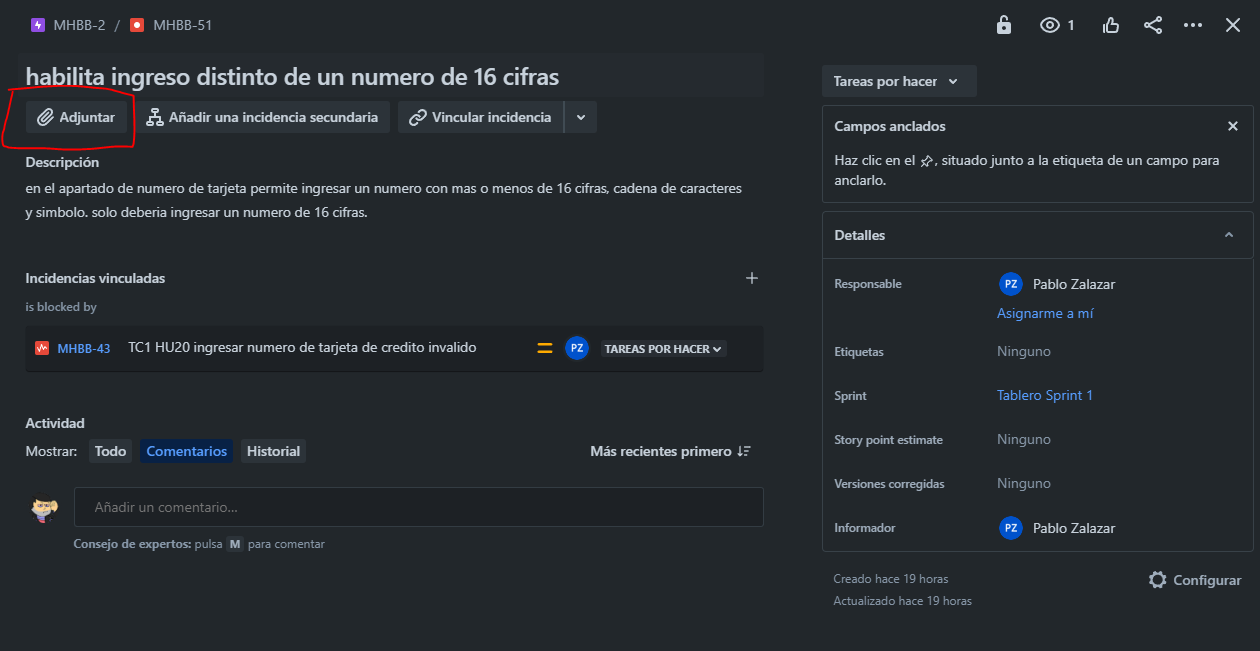 MHBB-2 / MHBB-51
1
habilita ingreso distinto de un numero de 16 cifras
Adjuntar
Añadir una incidencia secundaria
Vincular incidencia
Descripción
en el apartado de numero de tarjeta permite ingresar un numero con mas o menos de 16 cifras, cadena de caracteres
y simbolo. solo deberia ingresar un numero de 16 cifras.
Incidencias vinculadas
is blocked by
MHBB-43 TC1 HU20 ingresar numero de tarjeta de credito invalido PZ TAREAS POR HACER
Actividad
Mostrar: Todo Comentarios Historial Más recientes primero
Añadir un comentario...
Consejo de expertos: pulsa M para comentar
Tareas por hacer
Campos anclados
Haz clic en el , situado junto a la etiqueta de un campo para
anclarlo.
Detalles
Responsable PZ Pablo Zalazar
Asignarme a mí
Etiquetas Ninguno
Sprint Tablero Sprint 1
Story point estimate Ninguno
Versiones corregidas Ninguno
Informador PZ Pablo Zalazar
Creado hace 19 horas
Configurar
Actualizado hace 19 horas